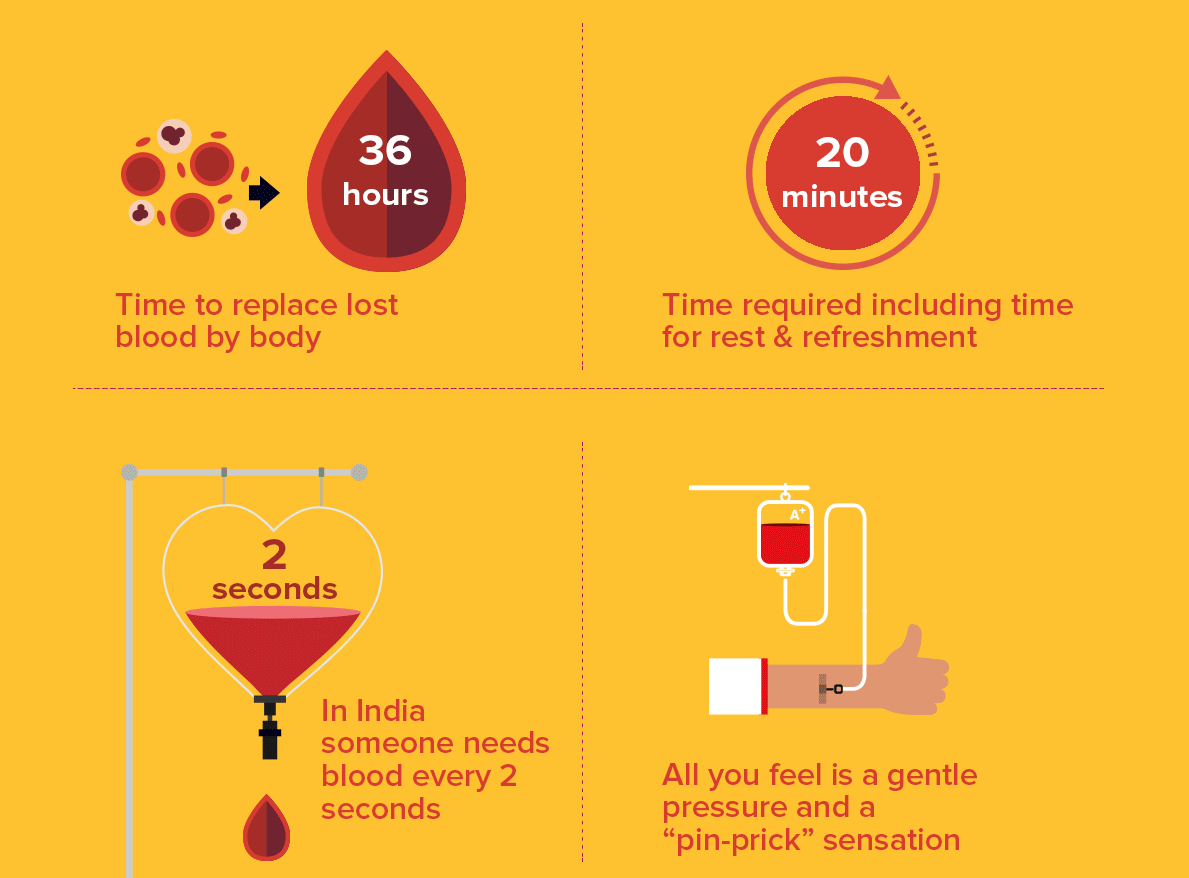 36
hours
Time to replace lost
blood by body
20
minutes
Time required including time
for rest & refreshment
2
seconds
In India
someone needs
blood every 2
seconds
A+
All you feel is a gentle
pressure and a
“pin-prick” sensation